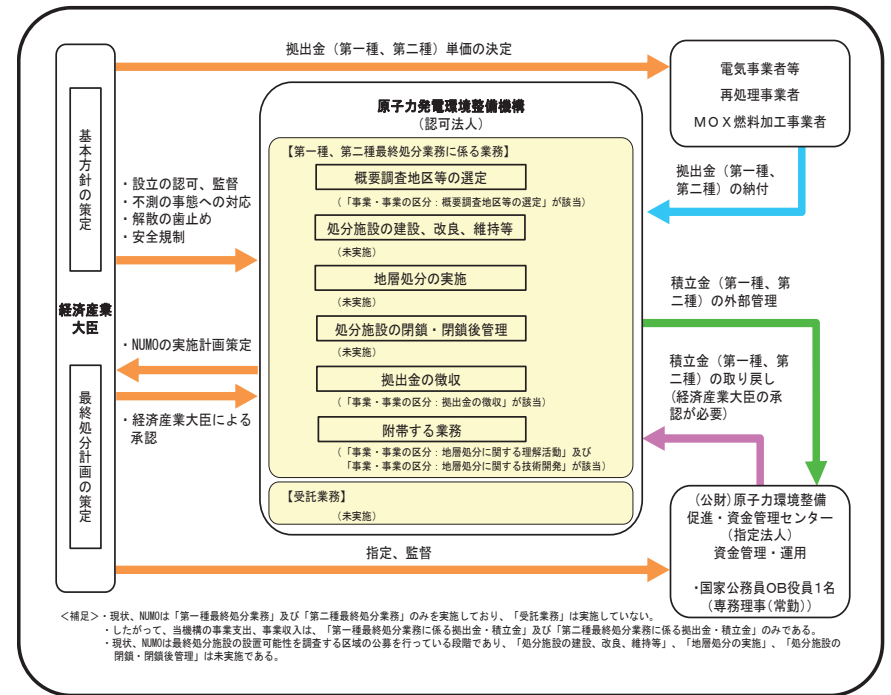 拠出金（第一種、第二種）単価の決定
電気事業者等
再処理事業者
ＭＯＸ燃料加工事業者
基本方針の策定
経済産業
大臣
最終処分計画の策定
・設立の認可、監督
・不測の事態への対応
・解散の歯止め
・安全規制
・NUMOの実施計画策定
・経済産業大臣による
承認
原子力発電環境整備機構
（認可法人）
【第一種、第二種最終処分業務に係る業務】
概要調査地区等の選定
（「事業・事業の区分：概要調査地区等の選定」が該当）
処分施設の建設、改良、維持等
（未実施）
地層処分の実施
（未実施）
処分施設の閉鎖・閉鎖後管理
（未実施）
拠出金の徴収
（「事業・事業の区分：拠出金の徴収」が該当）
附帯する業務
（「事業・事業の区分：地層処分に関する理解活動」及び
「事業・事業の区分：地層処分に関する技術開発」が該当）
【受託業務】
（未実施）
拠出金（第一種、
第二種）の納付
積立金（第一種、第
二種）の外部管理
積立金（第一種、第
二種）の取り戻し
（経済産業大臣の承
認が必要）
指定、監督
（公財）原子力環境整備
促進・資金管理センター
（指定法人）
資金管理・運用
・国家公務員OB役員1名
（専務理事（常勤））
＜補足＞・現状、NUMOは「第一種最終処分業務」及び「第二種最終処分業務」のみを実施しており、「受託業務」は実施していない。
・したがって、当機構の事業支出、事業収入は、「第一種最終処分業務に係る拠出金・積立金」及び「第二種最終処分業務に係る拠出金・積立金」のみである。
・現状、NUMOは最終処分施設の設置可能性を調査する区域の公募を行っている段階であり、「処分施設の建設、改良、維持等」、「地層処分の実施」、「処分施設の
閉鎖・閉鎖後管理」は未実施である。